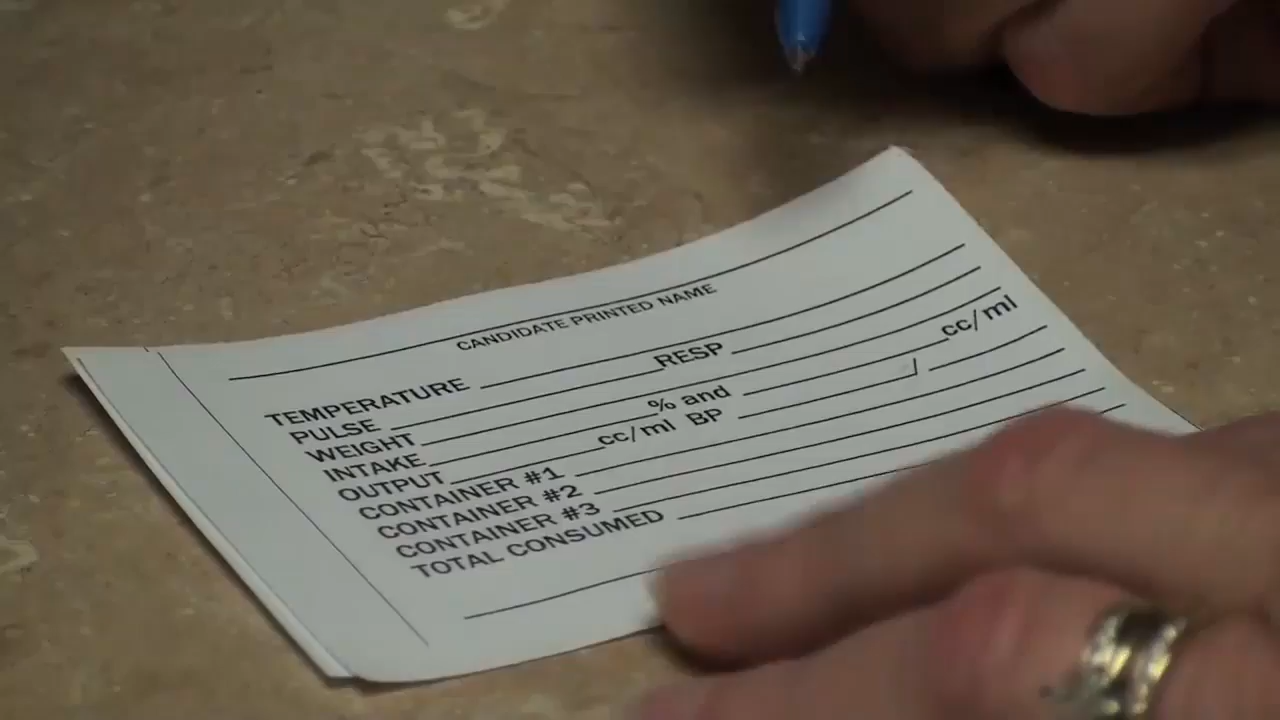 CANDIDATE PRINTED NAME
TEMPERATURE
PULSE RESP
WEIGHT
INTAKE % and cc/ml
OUTPUT cc/ml BP /
CONTAINER #1
CONTAINER #2
CONTAINER #3
TOTAL CONSUMED